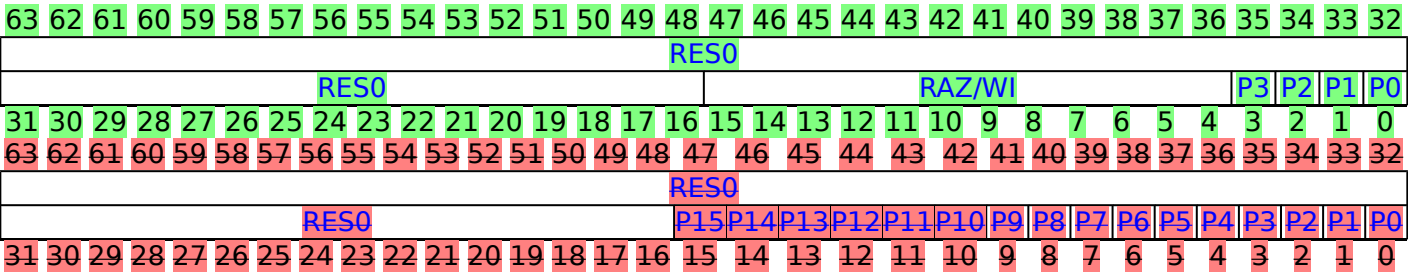 63 62 61 60 59 58 57 56 55 54 53 52 51 50 49 48 47 46 45 44 43 42 41 40 39 38 37 36 35 34 33 32
RES0
RES0 RAZ/WI P3 P2 P1 P0
31 30 29 28 27 26 25 24 23 22 21 20 19 18 17 16 15 14 13 12 11 10 9 8 7 6 5 4 3 2 1 0
63 62 61 60 59 58 57 56 55 54 53 52 51 50 49 48 47 46 45 44 43 42 41 40 39 38 37 36 35 34 33 32
RES0
RES0 P15 P14 P13 P12 P11 P10 P9 P8 P7 P6 P5 P4 P3 P2 P1 P0
31 30 29 28 27 26 25 24 23 22 21 20 19 18 17 16 15 14 13 12 11 10 9 8 7 6 5 4 3 2 1 0